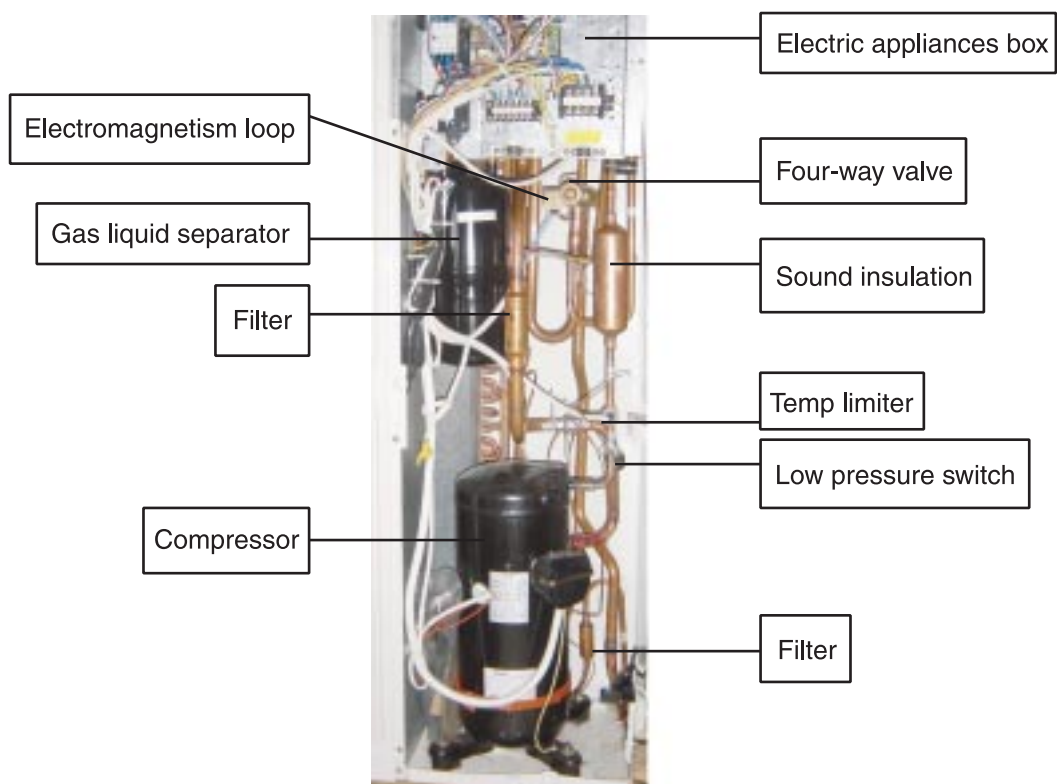 Electric appliances box
Electromagnetism loop
Four-way valve
Gas liquid separator
Sound insulation
Filter
Temp limiter
Low pressure switch
Compressor
Filter